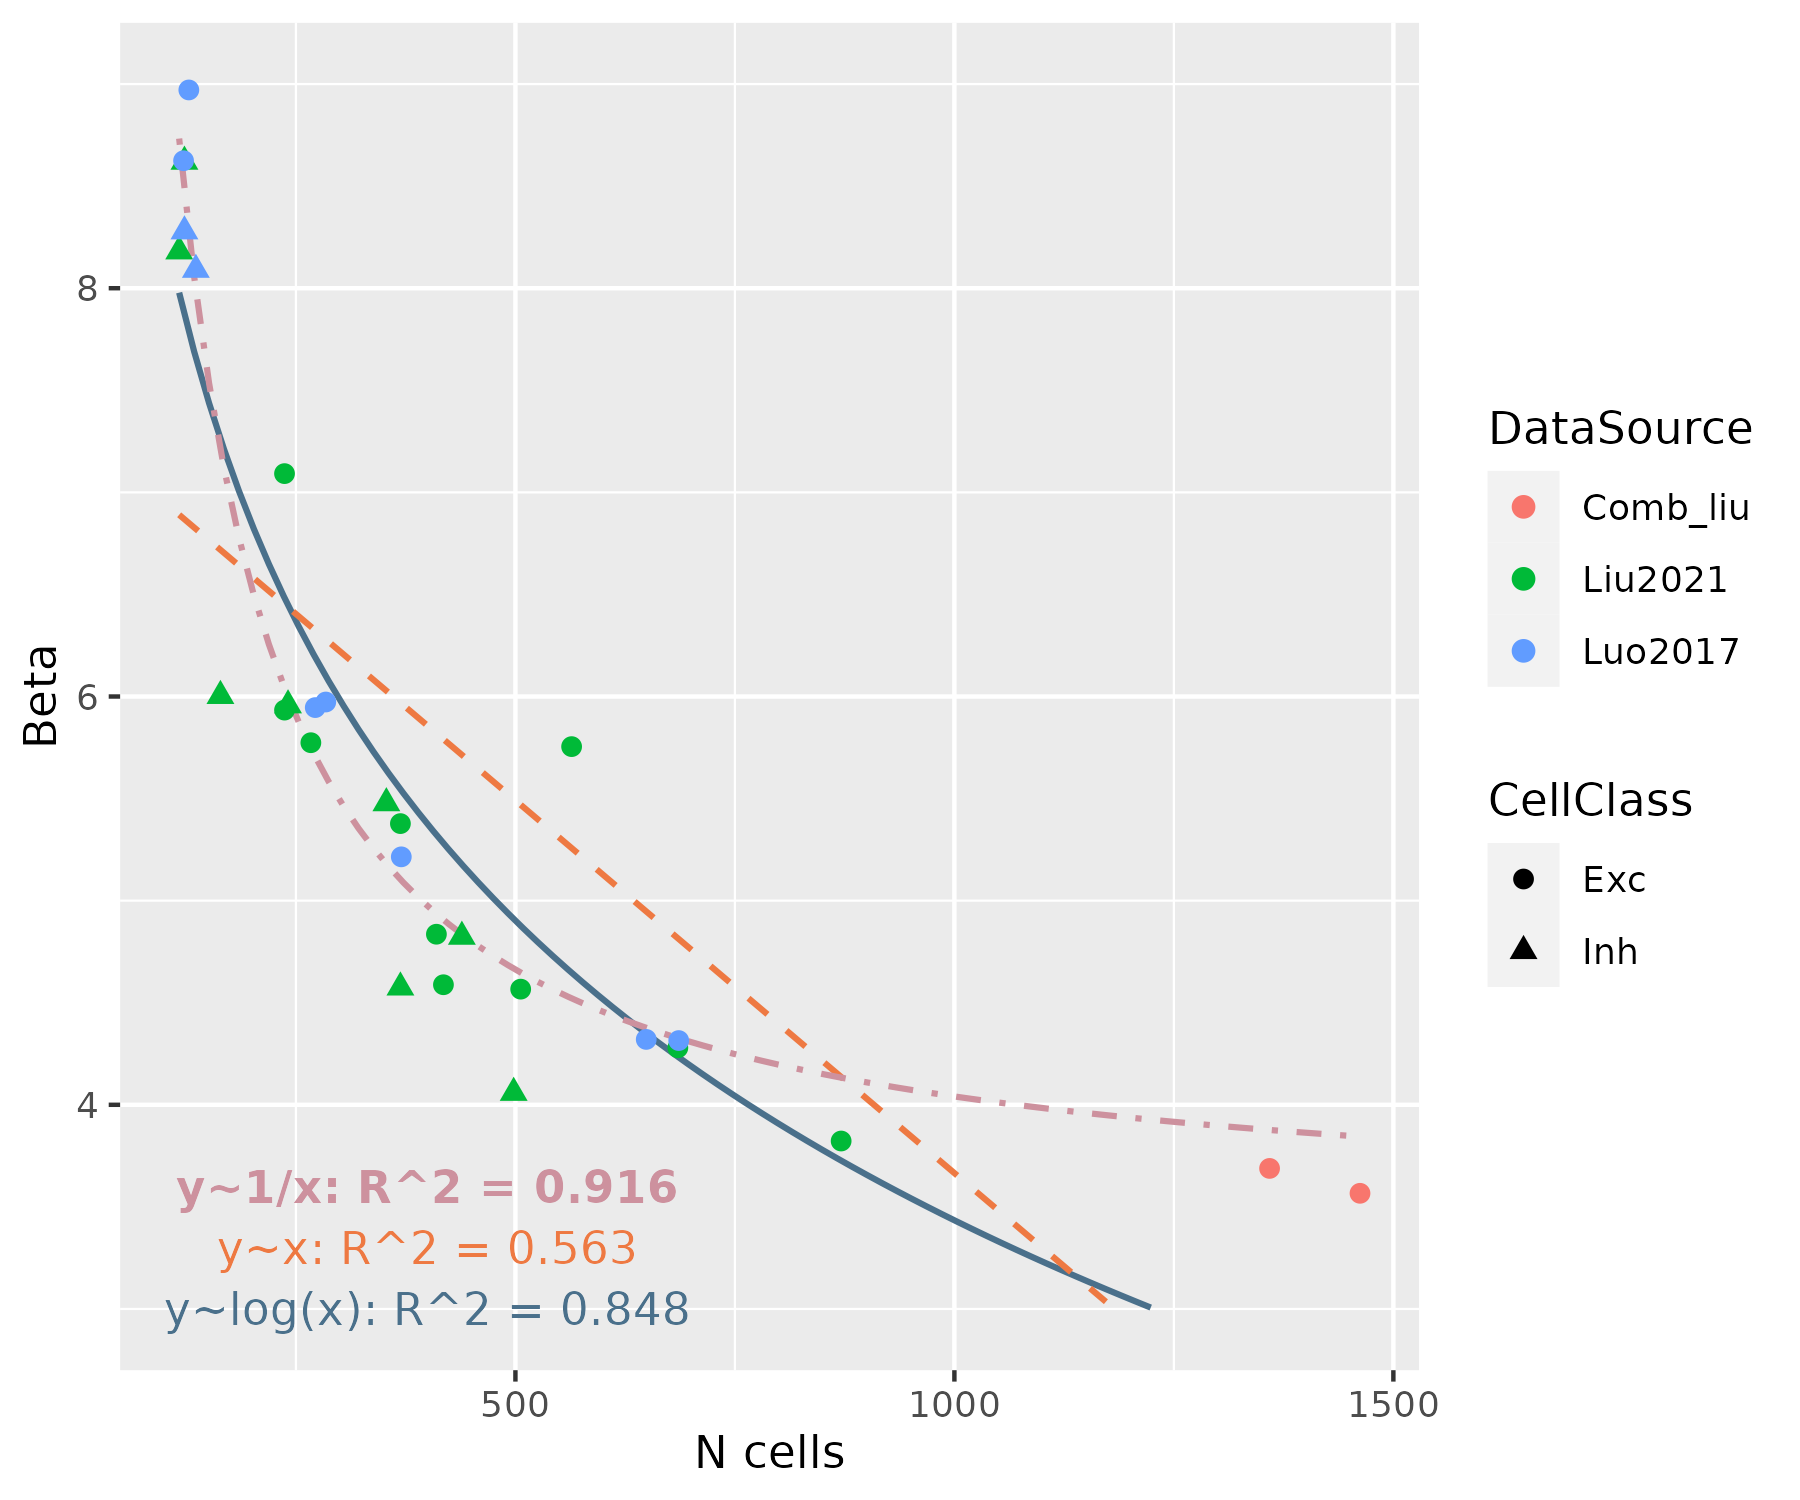 Beta
8
6
4
y~1/x: R^2 = 0.916
y~x: R^2 = 0.563
y~log(x): R^2 = 0.848
500
1000
1500
N cells
DataSource
Comb_liu
Liu2021
Luo2017
CellClass
Exc
Inh